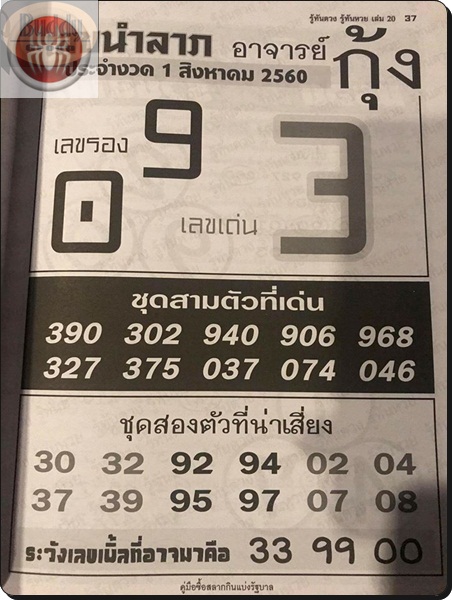 รู้ทันดวง รู้ทันหวย เล่ม 20 37
นำลาภ อาจารย์ กุ้ง
ประจำงวด 1 สิงหาคม 2560
เลขรอง 9
0
เลขเด่น 3
ชุดสามตัวที่เด่น
390 302 940 906 968
327 375 037 074 046
ชุดสองตัวที่น่าเสี่ยง
30 32 92 94 02 04
37 39 95 97 07 08
ระวังเลขเบิ้ลที่อาจมาคือ 33 99 00
คู่มือซื้อสลากกินแบ่งรัฐบาล